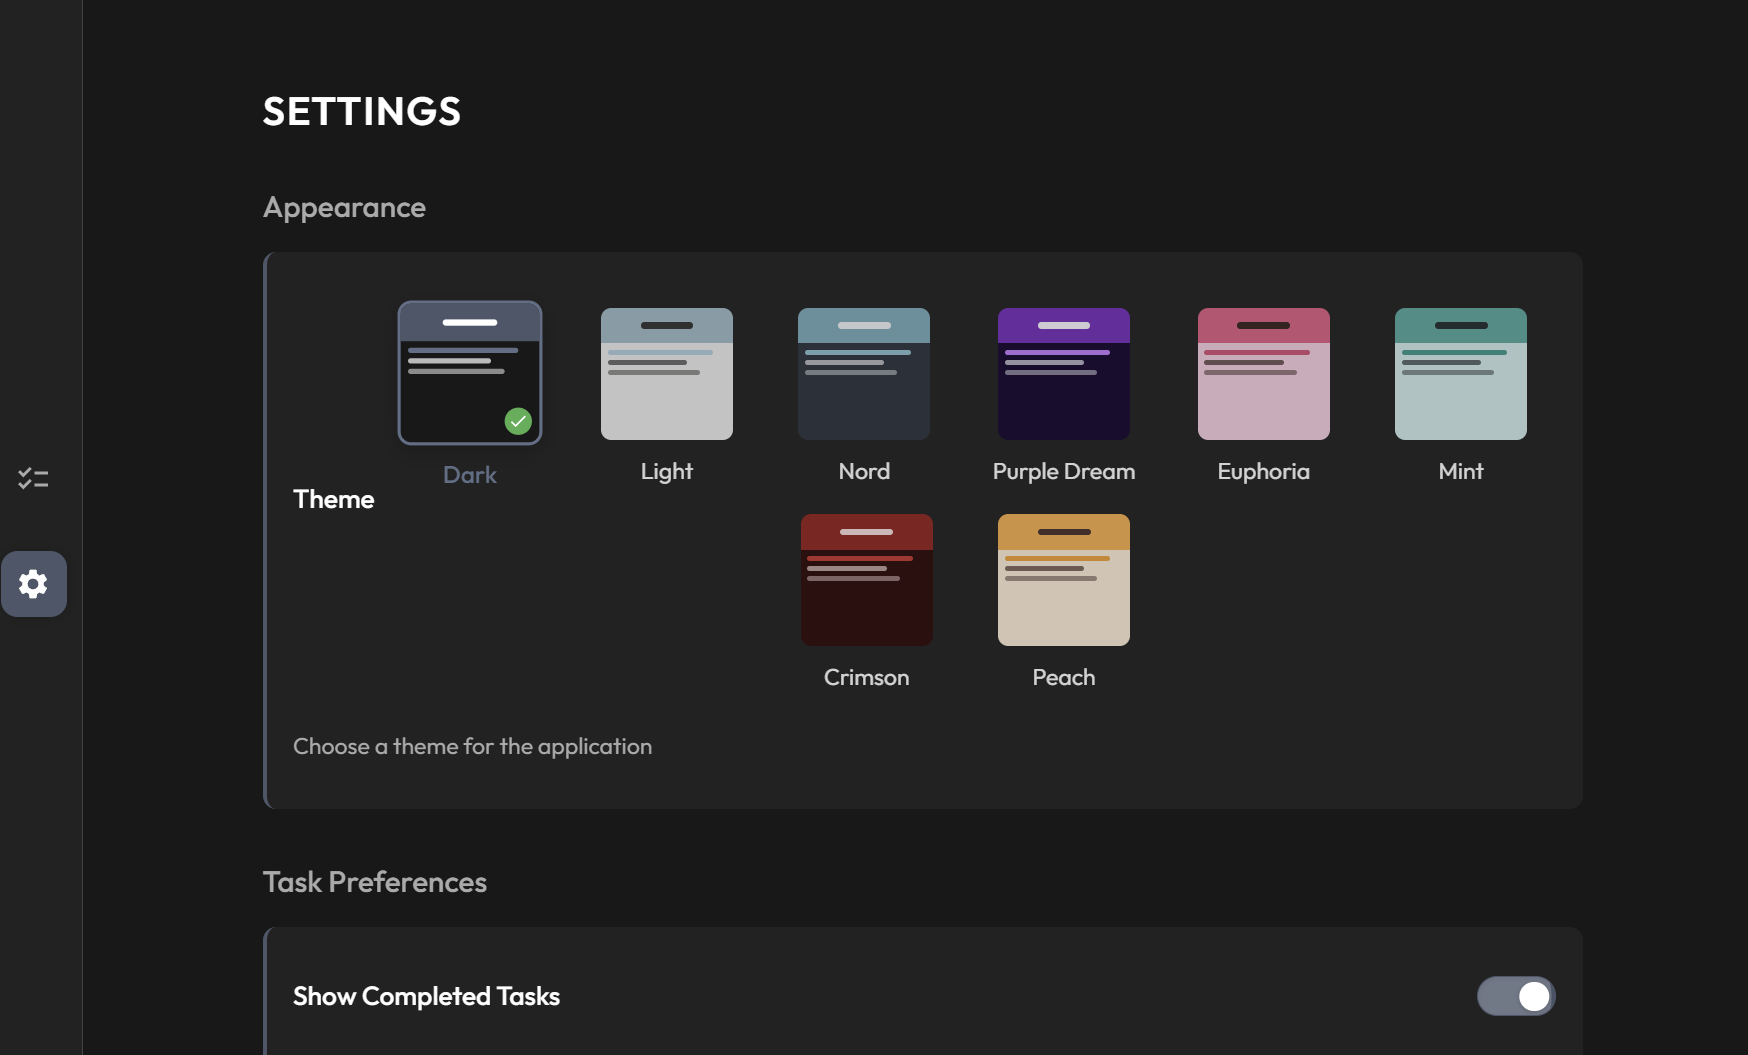 SETTINGS
Appearance
Theme
Dark
Light
Nord
Purple Dream
Euphoria
Mint
Crimson
Peach
Choose a theme for the application
Task Preferences
Show Completed Tasks